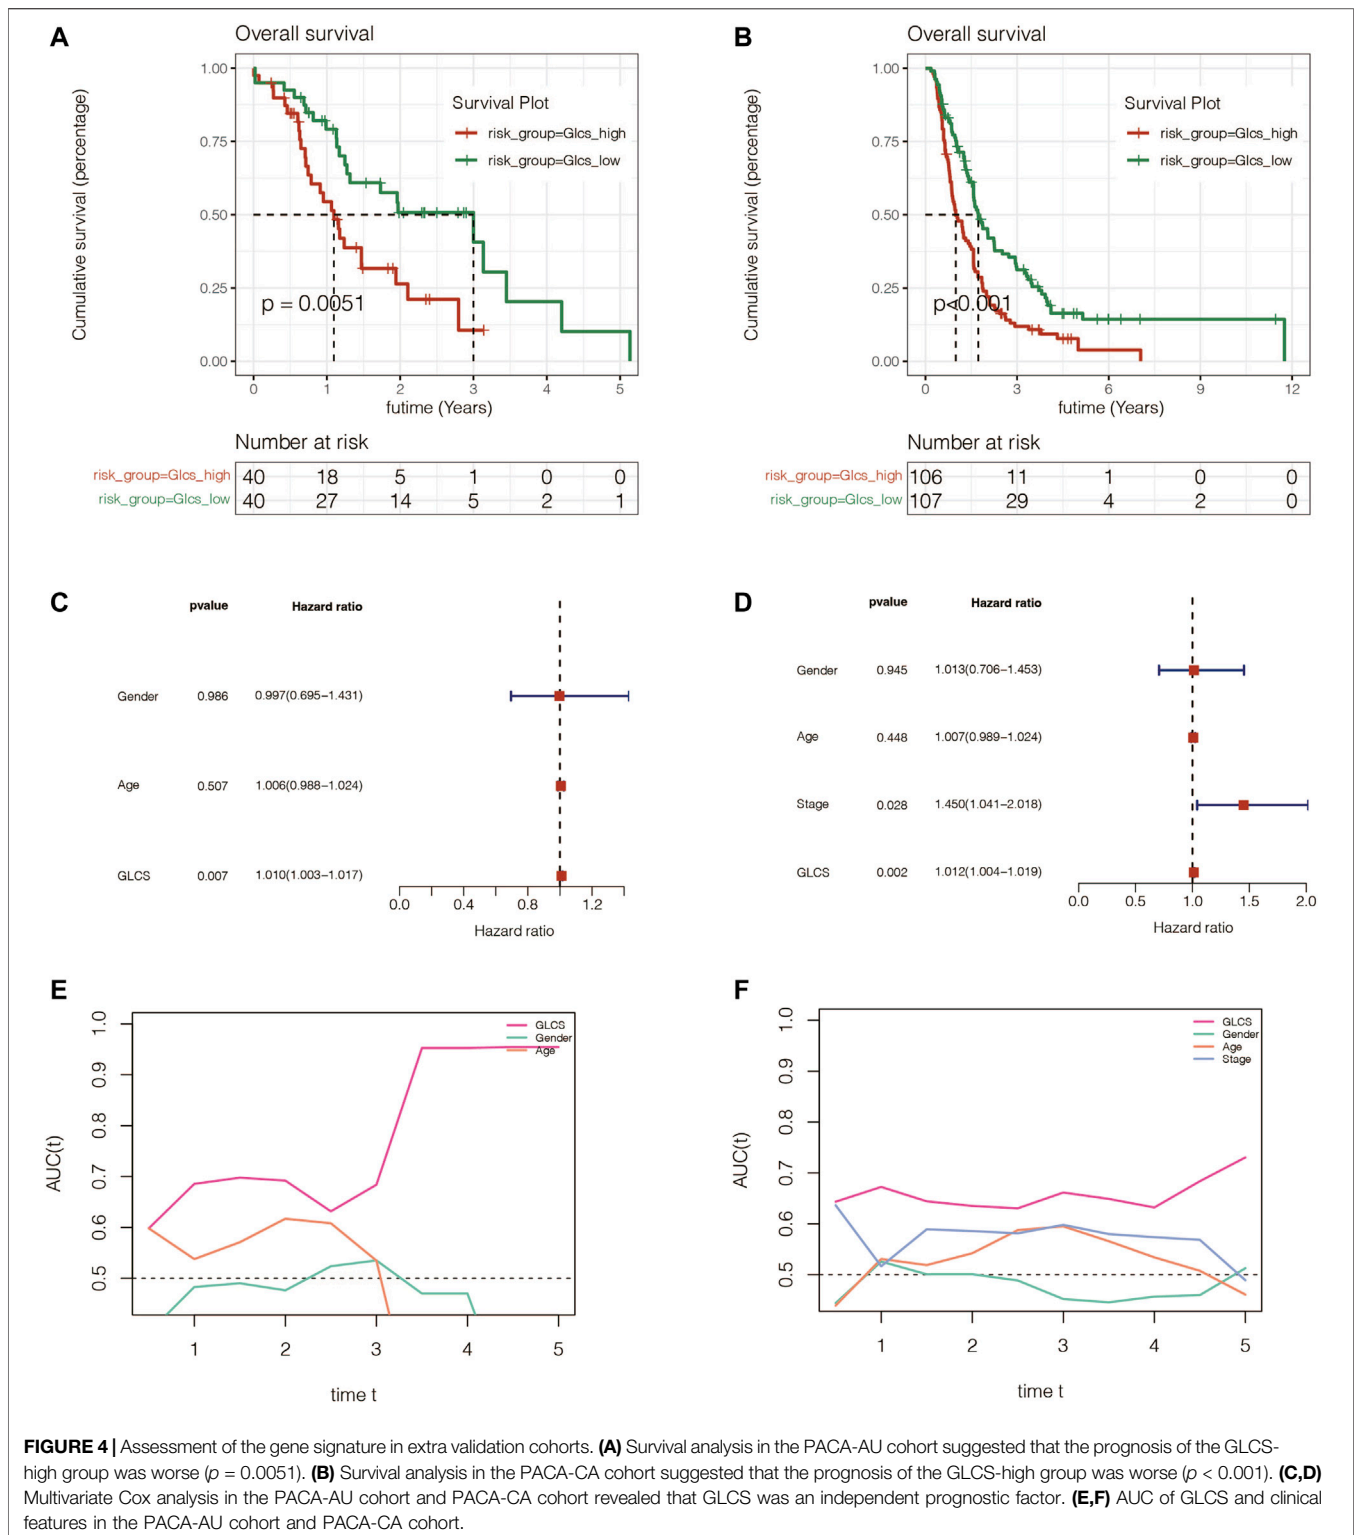 A
Overall survival
Cumulative survival (percentage)
1.00
0.75
0.50
0.25
0.00
Survival Plot
risk_group=Glcs_high
risk_group=Glcs_low
p = 0.0051
0 1 2 3 4 5
futime (Years)
Number at risk
risk_group=Glcs_high 40 18 5 1 0 0
risk_group=Glcs_low 40 27 14 5 2 1
B
Overall survival
Cumulative survival (percentage)
1.00
0.75
0.50
0.25
0.00
Survival Plot
risk_group=Glcs_high
risk_group=Glcs_low
p<0.001
0 3 6 9 12
futime (Years)
Number at risk
risk_group=Glcs_high 106 11 1 0 0
risk_group=Glcs_low 107 29 4 2 0
C
pvalue Hazard ratio
Gender 0.986 0.997(0.695–1.431)
Age 0.507 1.006(0.988–1.024)
GLCS 0.007 1.010(1.003–1.017)
0.0 0.4 0.8 1.2
Hazard ratio
D
pvalue Hazard ratio
Gender 0.945 1.013(0.706–1.453)
Age 0.448 1.007(0.989–1.024)
Stage 0.028 1.450(1.041–2.018)
GLCS 0.002 1.012(1.004–1.019)
0.0 0.5 1.0 1.5 2.0
Hazard ratio
E
AUC(t)
1.0
0.9
0.8
0.7
0.6
0.5
GLCS
Gender
Age
1 2 3 4 5
time t
F
AUC(t)
1.0
0.9
0.8
0.7
0.6
0.5
GLCS
Gender
Age
Stage
1 2 3 4 5
time t
FIGURE 4 | Assessment of the gene signature in extra validation cohorts. (A) Survival analysis in the PACA-AU cohort suggested that the prognosis of the GLCS-
high group was worse (p = 0.0051). (B) Survival analysis in the PACA-CA cohort suggested that the prognosis of the GLCS-high group was worse (p < 0.001). (C,D)
Multivariate Cox analysis in the PACA-AU cohort and PACA-CA cohort revealed that GLCS was an independent prognostic factor. (E,F) AUC of GLCS and clinical
features in the PACA-AU cohort and PACA-CA cohort.